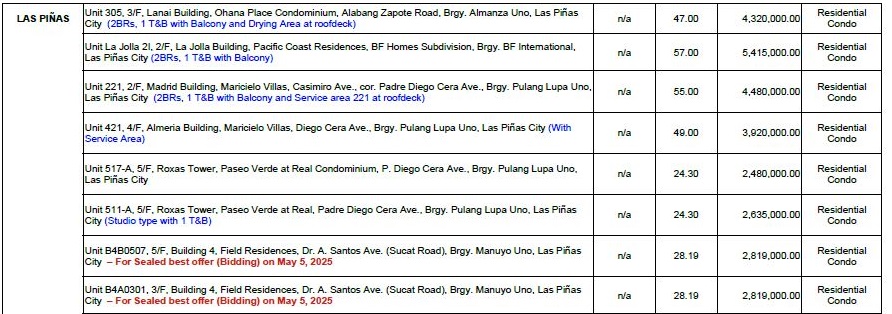 LAS PIÑAS
Unit 305, 3/F, Lanai Building, Ohana Place Condominium, Alabang Zapote Road, Brgy. Almanza Uno, Las Piñas
City (2BRs, 1 T&B with Balcony and Drying Area at roofdeck)
n/a
47.00
4,320,000.00
Residential
Condo
Unit La Jolla 2I, 2/F, La Jolla Building, Pacific Coast Residences, BF Homes Subdivision, Brgy. BF International,
Las Piñas City (2BRs, 1 T&B with Balcony)
n/a
57.00
5,415,000.00
Residential
Condo
Unit 221, 2/F, Madrid Building, Maricielo Villas, Casimiro Ave., cor. Padre Diego Cera Ave., Brgy. Pulang Lupa Uno,
Las Piñas City (2BRs, 1 T&B with Balcony and Service area 221 at roofdeck)
n/a
55.00
4,480,000.00
Residential
Condo
Unit 421, 4/F, Almeria Building, Maricielo Villas, Diego Cera Ave., Brgy. Pulang Lupa Uno, Las Piñas City (With
Service Area)
n/a
49.00
3,920,000.00
Residential
Condo
Unit 517-A, 5/F, Roxas Tower, Paseo Verde at Real Condominium, P. Diego Cera Ave., Brgy. Pulang Lupa Uno,
Las Piñas City
n/a
24.30
2,480,000.00
Residential
Condo
Unit 511-A, 5/F, Roxas Tower, Paseo Verde at Real, Padre Diego Cera Ave., Brgy. Pulang Lupa Uno, Las Piñas
City (Studio type with 1 T&B)
n/a
24.30
2,635,000.00
Residential
Condo
Unit B4B0507, 5/F, Building 4, Field Residences, Dr. A. Santos Ave. (Sucat Road), Brgy. Manuyo Uno, Las Piñas
City – For Sealed best offer (Bidding) on May 5, 2025
n/a
28.19
2,819,000.00
Residential
Condo
Unit B4A0301, 3/F, Building 4, Field Residences, Dr. A. Santos Ave. (Sucat Road), Brgy. Manuyo Uno, Las Piñas
City – For Sealed best offer (Bidding) on May 5, 2025
n/a
28.19
2,819,000.00
Residential
Condo